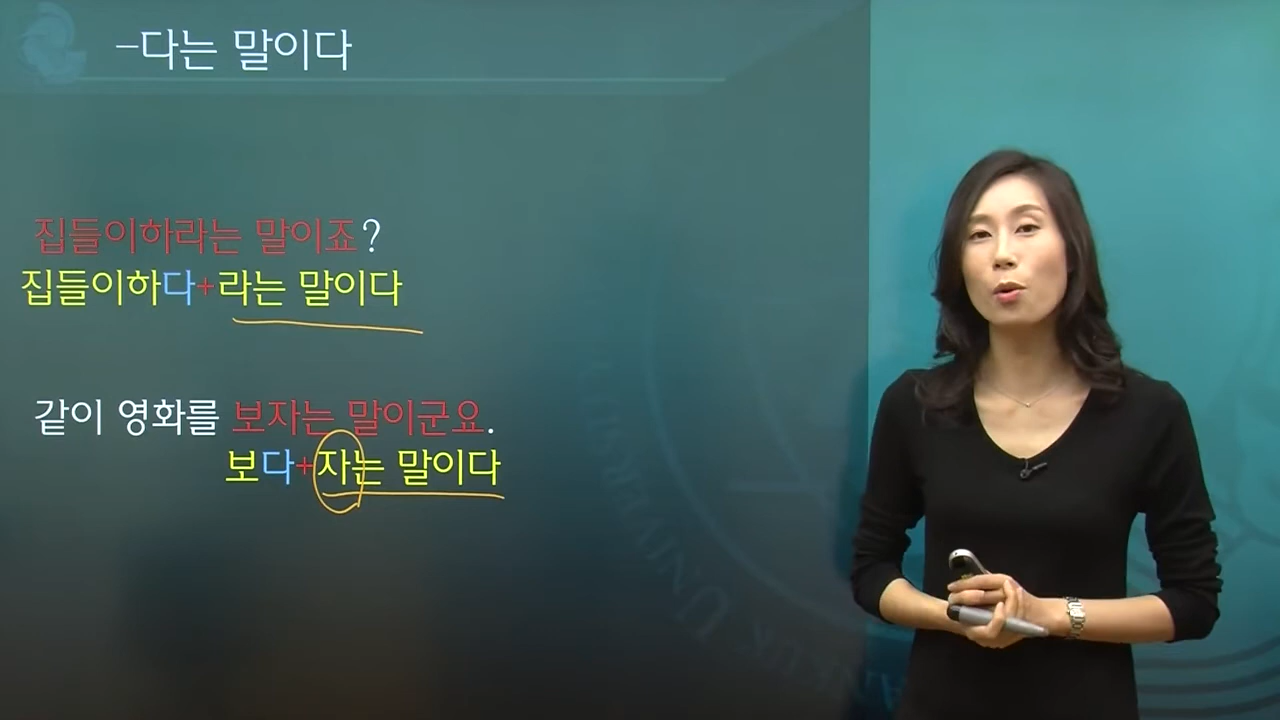 -다는 말이다
집들이하라는 말이죠?
집들이하다+라는 말이다
같이 영화를 보자는 말이군요.
보다+자는 말이다